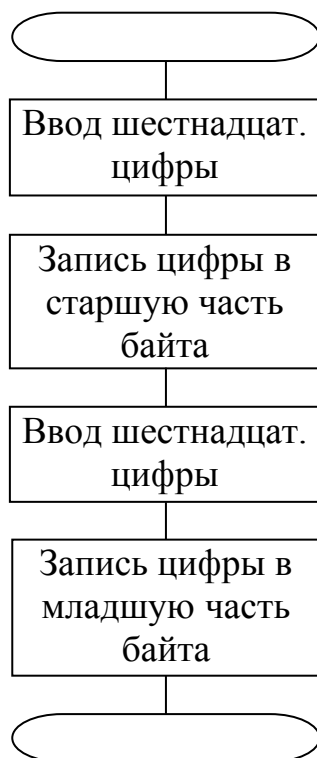 Ввод шестнадцат.
цифры
Запись цифры в
старшую часть
байта
Ввод шестнадцат.
цифры
Запись цифры в
младшую часть
байта